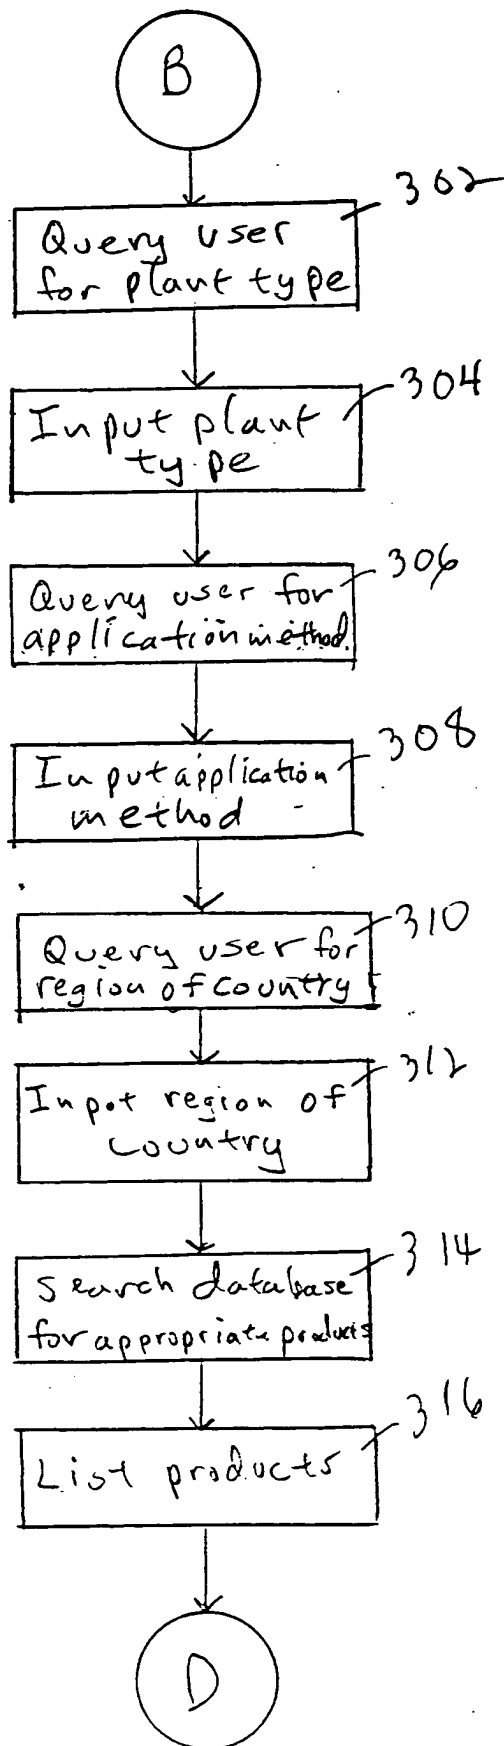 B
302
Query user
for plant type
304
Input plant
type
306
Query user for
application method
308
Input application
method
310
Query user for
region of country
312
Input region of
country
314
Search database
for appropriate products
316
List products
D